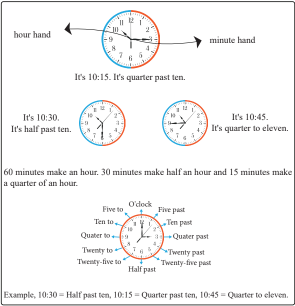 hour hand
minute hand
It's 10:15. It's quarter past ten.
It's 10:30.
It's half past ten.
It's 10:45.
It's quarter to eleven.
60 minutes make an hour. 30 minutes make half an hour and 15 minutes make
a quarter of an hour.
O'clock
Five to
Five past
Ten to
Ten past
Quater to
Quater past
Twenty to
Twenty past
Twenty-five to
Twenty-five past
Half past
Example, 10:30 = Half past ten, 10:15 = Quarter past ten, 10:45 = Quarter to eleven.